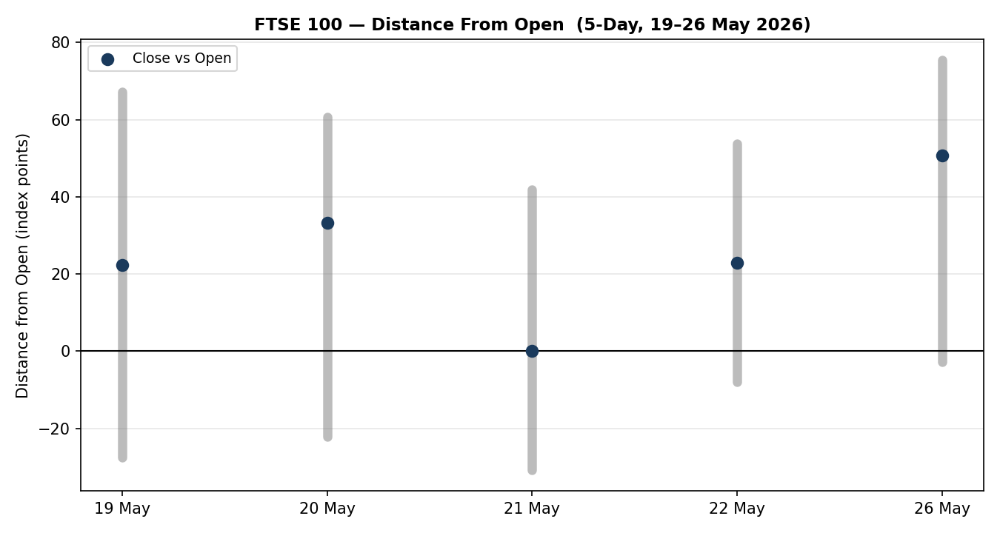 FTSE 100 — Distance From Open  (5-Day, 19–26 May 2026)
Close vs Open
Distance from Open (index points)
80
60
40
20
0
−20
19 May
20 May
21 May
22 May
26 May